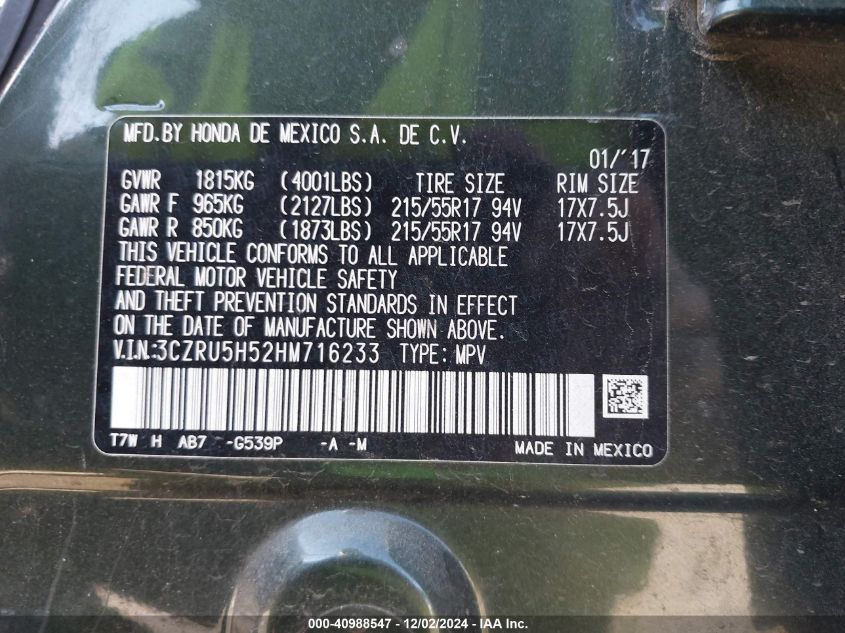 MFD.BY HONDA DE MEXICO S.A. DE C.V.
01/'17
GVWR 1815KG (4001LBS) TIRE SIZE RIM SIZE
GAWR F 965KG (2127LBS) 215/55R17 94V 17X7.5J
GAWR R 850KG (1873LBS) 215/55R17 94V 17X7.5J
THIS VEHICLE CONFORMS TO ALL APPLICABLE
FEDERAL MOTOR VEHICLE SAFETY
AND THEFT PREVENTION STANDARDS IN EFFECT
ON THE DATE OF MANUFACTURE SHOWN ABOVE.
V.I.N.:3CZRU5H52HM716233 TYPE: MPV
T7W H AB7 -G539P -A -M MADE IN MEXICO
000-40988547 - 12/02/2024 - IAA Inc.